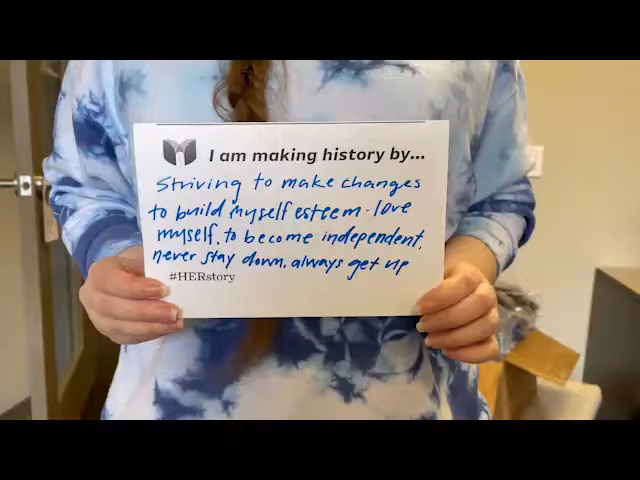 I am making history by...
Striving to make changes
to build Myself esteem - love
myself. to become independent.
never stay down. always get up
#HERstory